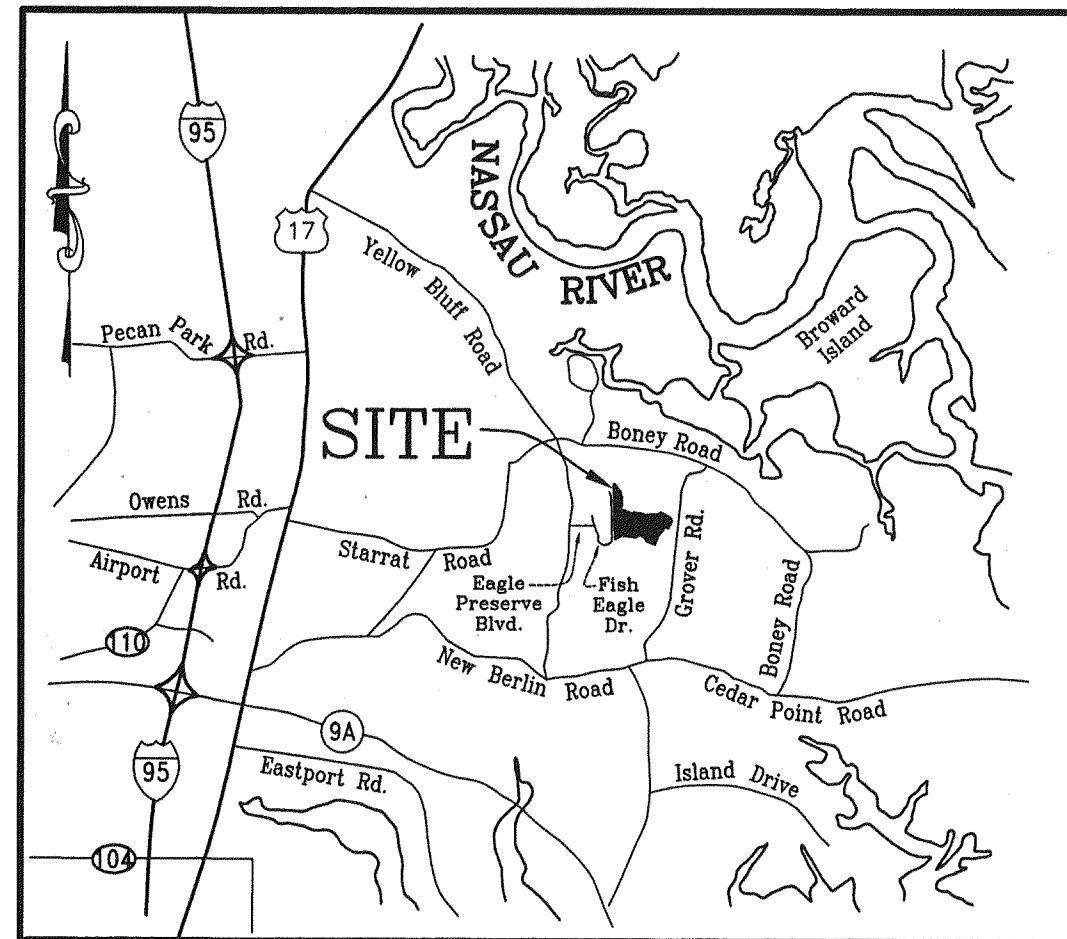 95
17
NASSAU
RIVER
Yellow Bluff Road
Broward
Island
Pecan Park Rd.
SITE
Boney Road
Owens Rd.
Starrat Road
Airport Rd.
Eagle
Preserve
Blvd.
Fish
Eagle
Dr.
Grover Rd.
Boney Road
110
New Berlin Road
Cedar Point Road
9A
95
Eastport Rd.
Island Drive
104